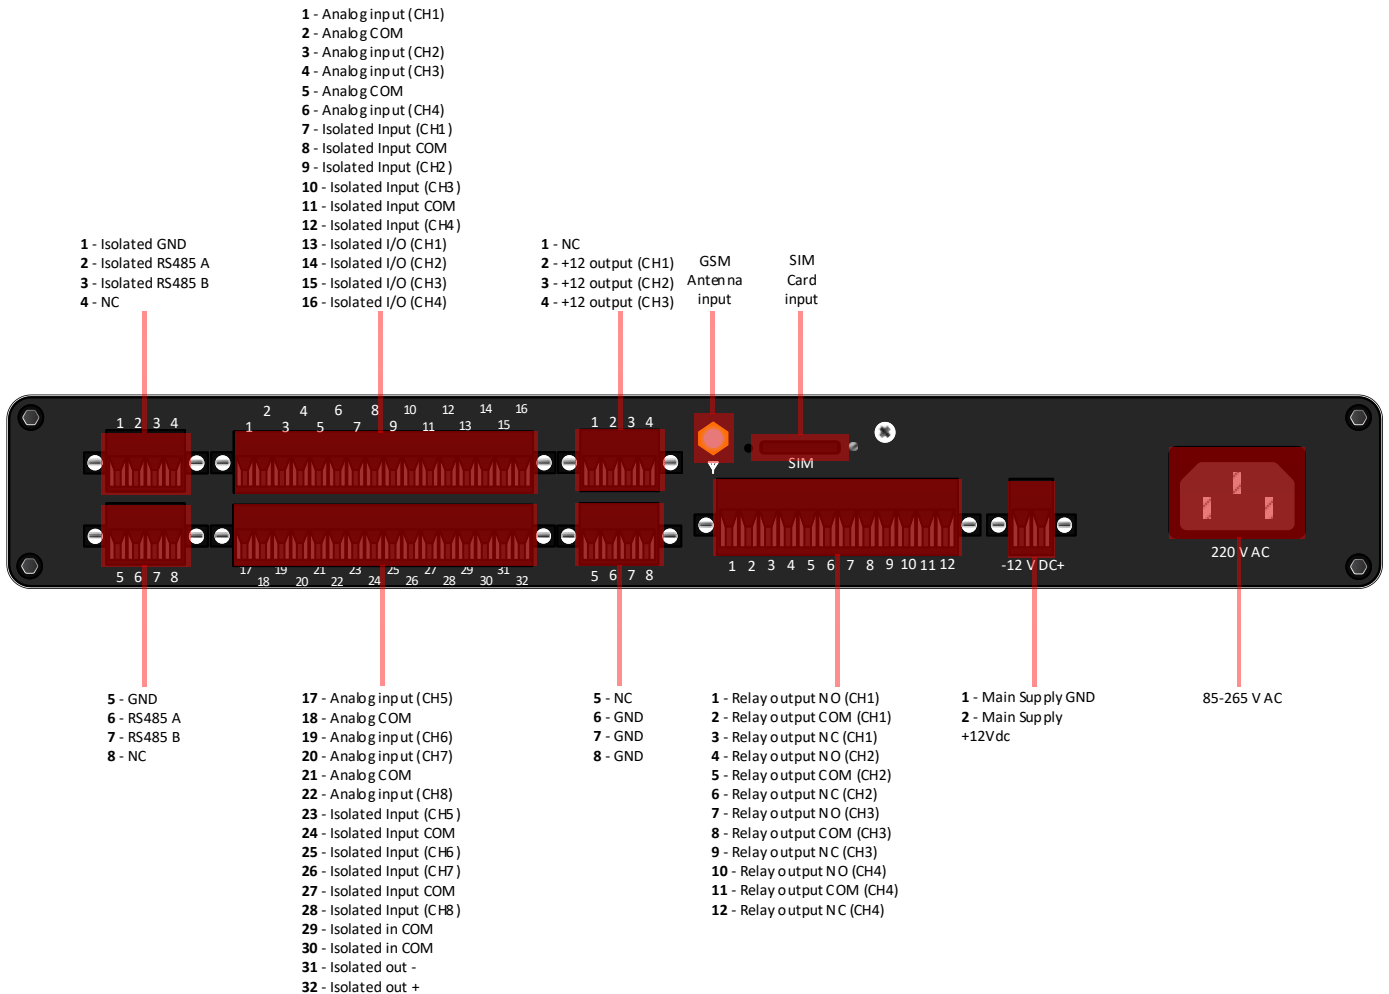 1 - Analog input (CH1)
2 - Analog COM
3 - Analog input (CH2)
4 - Analog input (CH3)
5 - Analog COM
6 - Analog input (CH4)
7 - Isolated Input (CH1)
8 - Isolated Input COM
9 - Isolated Input (CH2)
10 - Isolated Input (CH3)
11 - Isolated Input COM
12 - Isolated Input (CH4)
13 - Isolated I/O (CH1)
14 - Isolated I/O (CH2)
15 - Isolated I/O (CH3)
16 - Isolated I/O (CH4)
1 - Isolated GND
2 - Isolated RS485 A
3 - Isolated RS485 B
4 - NC
1 - NC
2 - +12 output (CH1)
3 - +12 output (CH2)
4 - +12 output (CH3)
GSM
Antenna
input
SIM
Card
input
1 2 3 4
2 4 6 8 10 12 14 16
1 3 5 7 9 11 13 15
1 2 3 4
SIM
220 V AC
1 2 3 4 5 6 7 8 9 10 11 12
-12 V DC+
5 6 7 8
17 19 21 23 25 27 29 31
18 20 22 24 26 28 30 32
5 6 7 8
5 - GND
6 - RS485 A
7 - RS485 B
8 - NC
17 - Analog input (CH5)
18 - Analog COM
19 - Analog input (CH6)
20 - Analog input (CH7)
21 - Analog COM
22 - Analog input (CH8)
23 - Isolated Input (CH5)
24 - Isolated Input COM
25 - Isolated Input (CH6)
26 - Isolated Input (CH7)
27 - Isolated Input COM
28 - Isolated Input (CH8)
29 - Isolated in COM
30 - Isolated in COM
31 - Isolated out -
32 - Isolated out +
5 - NC
6 - GND
7 - GND
8 - GND
1 - Relay output NO (CH1)
2 - Relay output COM (CH1)
3 - Relay output NC (CH1)
4 - Relay output NO (CH2)
5 - Relay output COM (CH2)
6 - Relay output NC (CH2)
7 - Relay output NO (CH3)
8 - Relay output COM (CH3)
9 - Relay output NC (CH3)
10 - Relay output NO (CH4)
11 - Relay output COM (CH4)
12 - Relay output NC (CH4)
1 - Main Supply GND
2 - Main Supply
+12Vdc
85-265 V AC